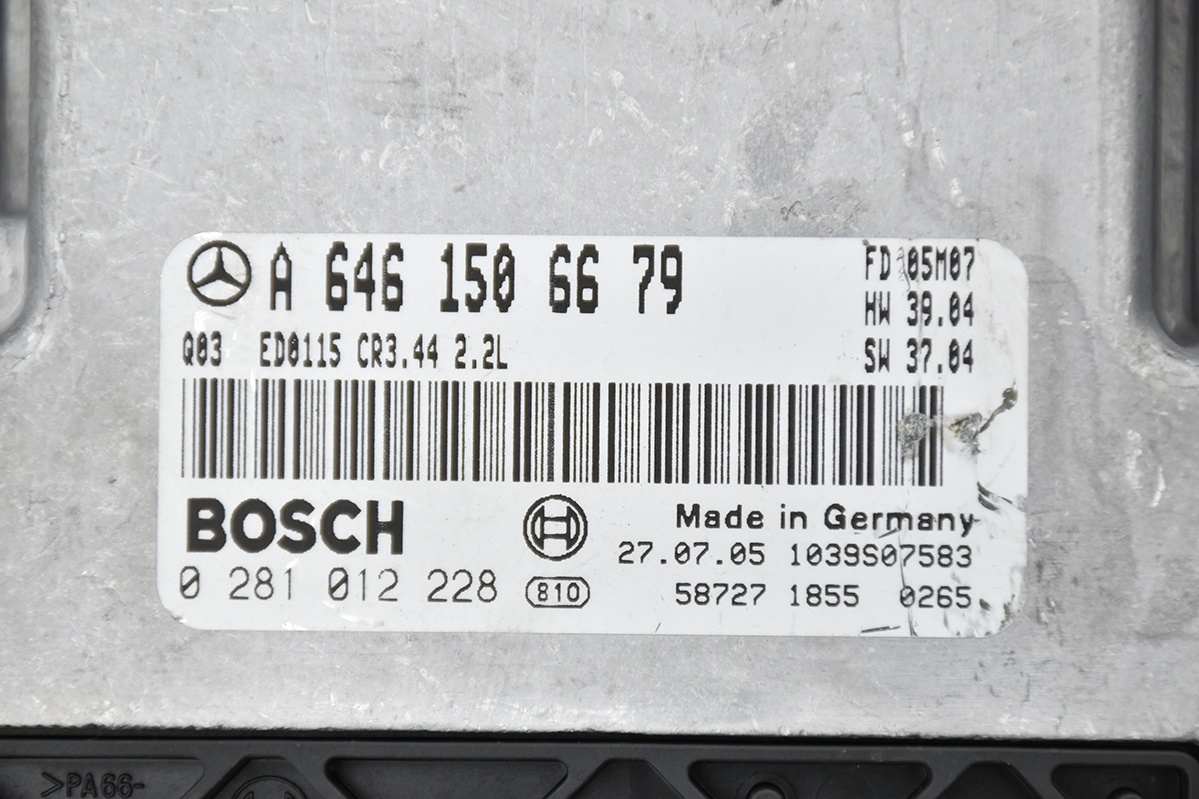 A 646 150 66 79
FD 05M07
HW 39.04
Q03 ED0115 CR3.44 2.2L
SW 37.04
BOSCH
Made in Germany
27.07.05 1039S07583
0 281 012 228
810
58727 1855 0265
>PA66-